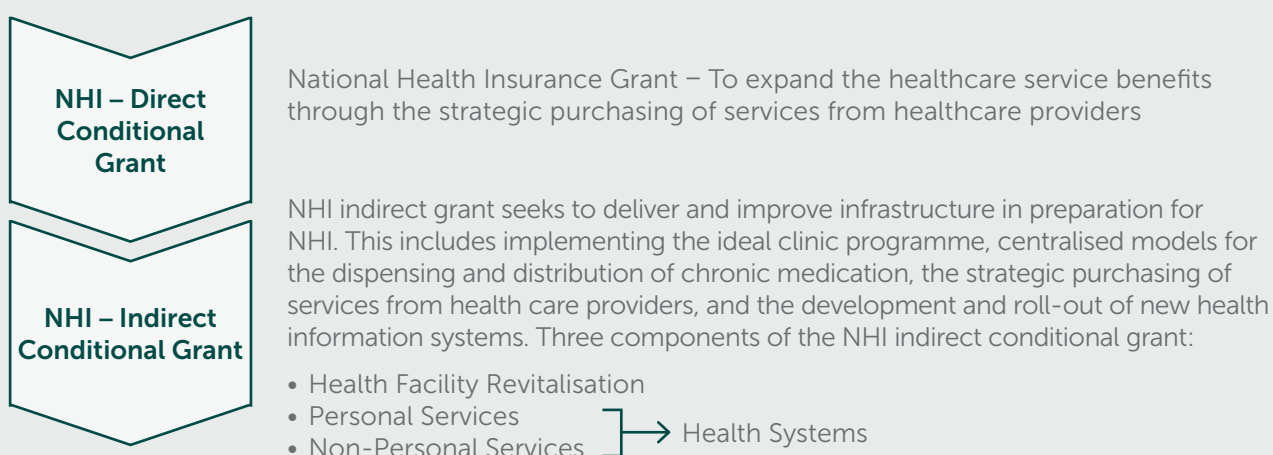 NHI – Direct
Conditional
Grant
National Health Insurance Grant – To expand the healthcare service benefits
through the strategic purchasing of services from healthcare providers
NHI – Indirect
Conditional Grant
NHI indirect grant seeks to deliver and improve infrastructure in preparation for
NHI. This includes implementing the ideal clinic programme, centralised models for
the dispensing and distribution of chronic medication, the strategic purchasing of
services from health care providers, and the development and roll-out of new health
information systems. Three components of the NHI indirect conditional grant:
• Health Facility Revitalisation
• Personal Services
• Non-Personal Services
Health Systems